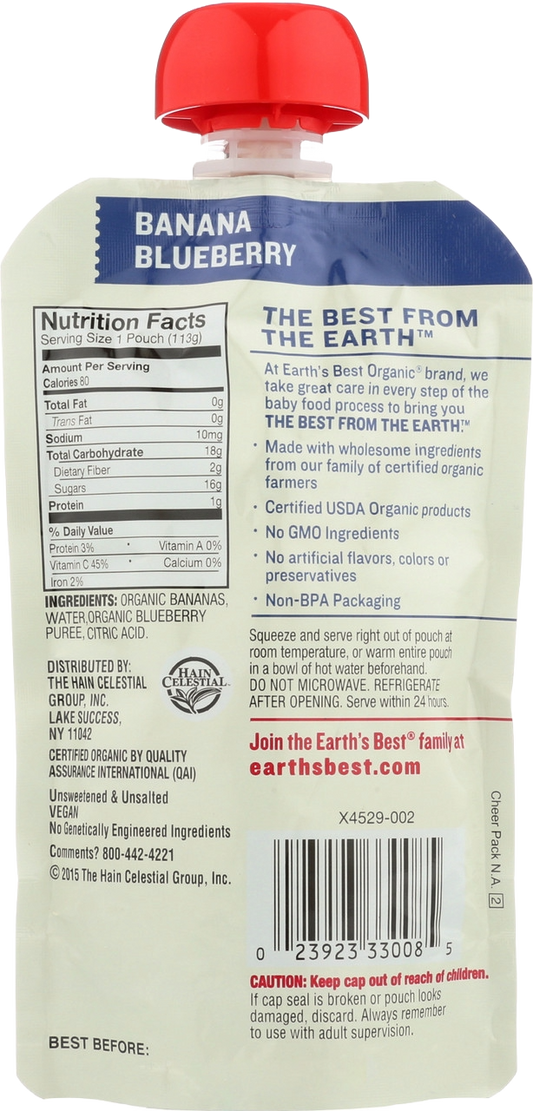 BANANA
BLUEBERRY
Nutrition Facts
Serving Size 1 Pouch (113g)
Amount Per Serving
Calories 80
Total Fat 0g
Trans Fat 0g
Sodium 10mg
Total Carbohydrate 18g
Dietary Fiber 2g
Sugars 16g
Protein 1g
% Daily Value
Protein 3% • Vitamin A 0%
Vitamin C 45% • Calcium 0%
Iron 2%
INGREDIENTS: ORGANIC BANANAS,
WATER,ORGANIC BLUEBERRY
PUREE, CITRIC ACID.
DISTRIBUTED BY:
THE HAIN CELESTIAL
GROUP, INC.
LAKE SUCCESS,
NY 11042
HAIN
CELESTIAL
CERTIFIED ORGANIC BY QUALITY
ASSURANCE INTERNATIONAL (QAI)
Unsweetened & Unsalted
VEGAN
No Genetically Engineered Ingredients
Comments? 800-442-4221
© 2015 The Hain Celestial Group, Inc.
BEST BEFORE:
THE BEST FROM
THE EARTH™
At Earth's Best Organic® brand, we
take great care in every step of the
baby food process to bring you
THE BEST FROM THE EARTH.™
• Made with wholesome ingredients
from our family of certified organic
farmers
• Certified USDA Organic products
• No GMO Ingredients
• No artificial flavors, colors or
preservatives
• Non-BPA Packaging
Squeeze and serve right out of pouch at
room temperature, or warm entire pouch
in a bowl of hot water beforehand.
DO NOT MICROWAVE. REFRIGERATE
AFTER OPENING. Serve within 24 hours.
Join the Earth's Best® family at
earthsbest.com
X4529-002
0 23923 33008 5
Cheer Pack N.A. 2
CAUTION: Keep cap out of reach of children.
If cap seal is broken or pouch looks
damaged, discard. Always remember
to use with adult supervision.